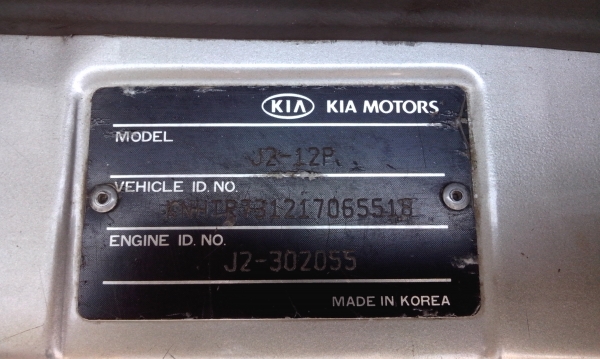 KIA KIA MOTORS
MODEL
J2-12P
VEHICLE ID. NO.
ENGINE ID. NO.
J2-302055
MADE IN KOREA